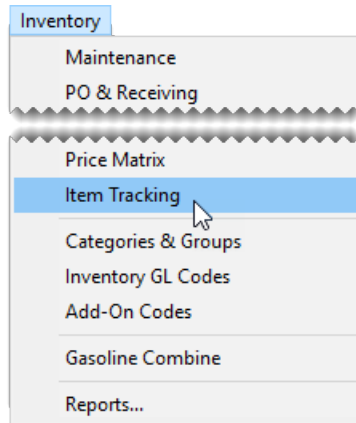 Inventory
Maintenance
PO & Receiving
Price Matrix
Item Tracking
Categories & Groups
Inventory GL Codes
Add-On Codes
Gasoline Combine
Reports...